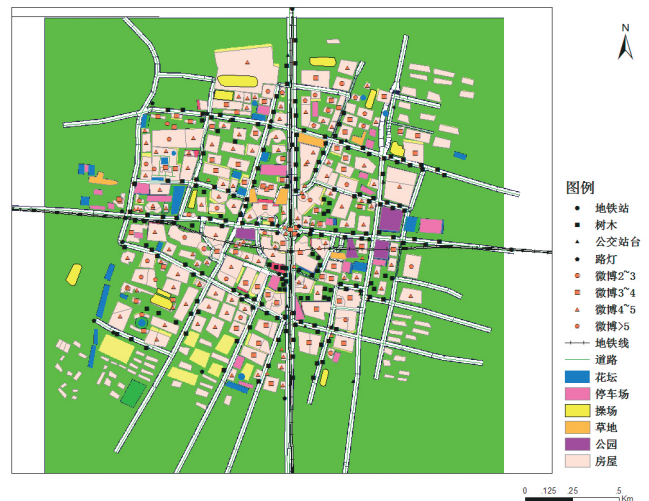 N
图例
地铁站
树木
公交站台
路灯
微博2~3
微博3~4
微博4~5
微博>5
地铁线
道路
花坛
停车场
操场
草地
公园
房屋
0 .125 .25 .5
Km